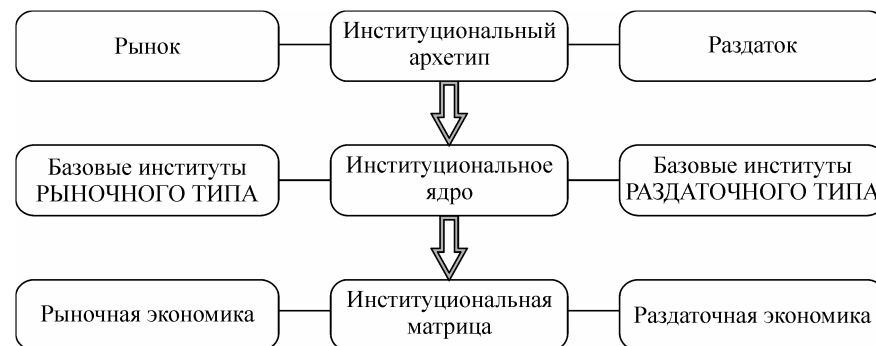 Рынок
Институциональный
архетип
Раздаток
Базовые институты
РЫНОЧНОГО ТИПА
Институциональное
ядро
Базовые институты
РАЗДАТОЧНОГО ТИПА
Рыночная экономика
Институциональная
матрица
Раздаточная экономика